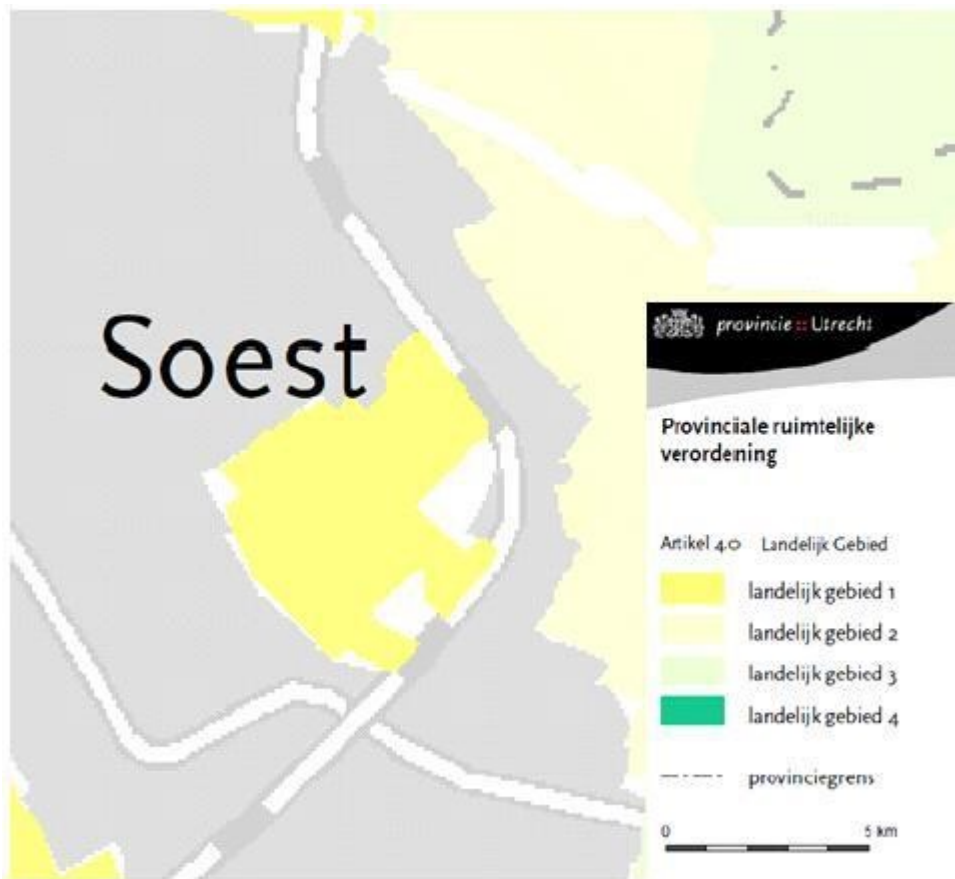 Soest
provincie :: Utrecht
Provinciale ruimtelijke
verordening
Artikel 4.0 Landelijk Gebied
landelijk gebied 1
landelijk gebied 2
landelijk gebied 3
landelijk gebied 4
provinciegrens
0 5 km